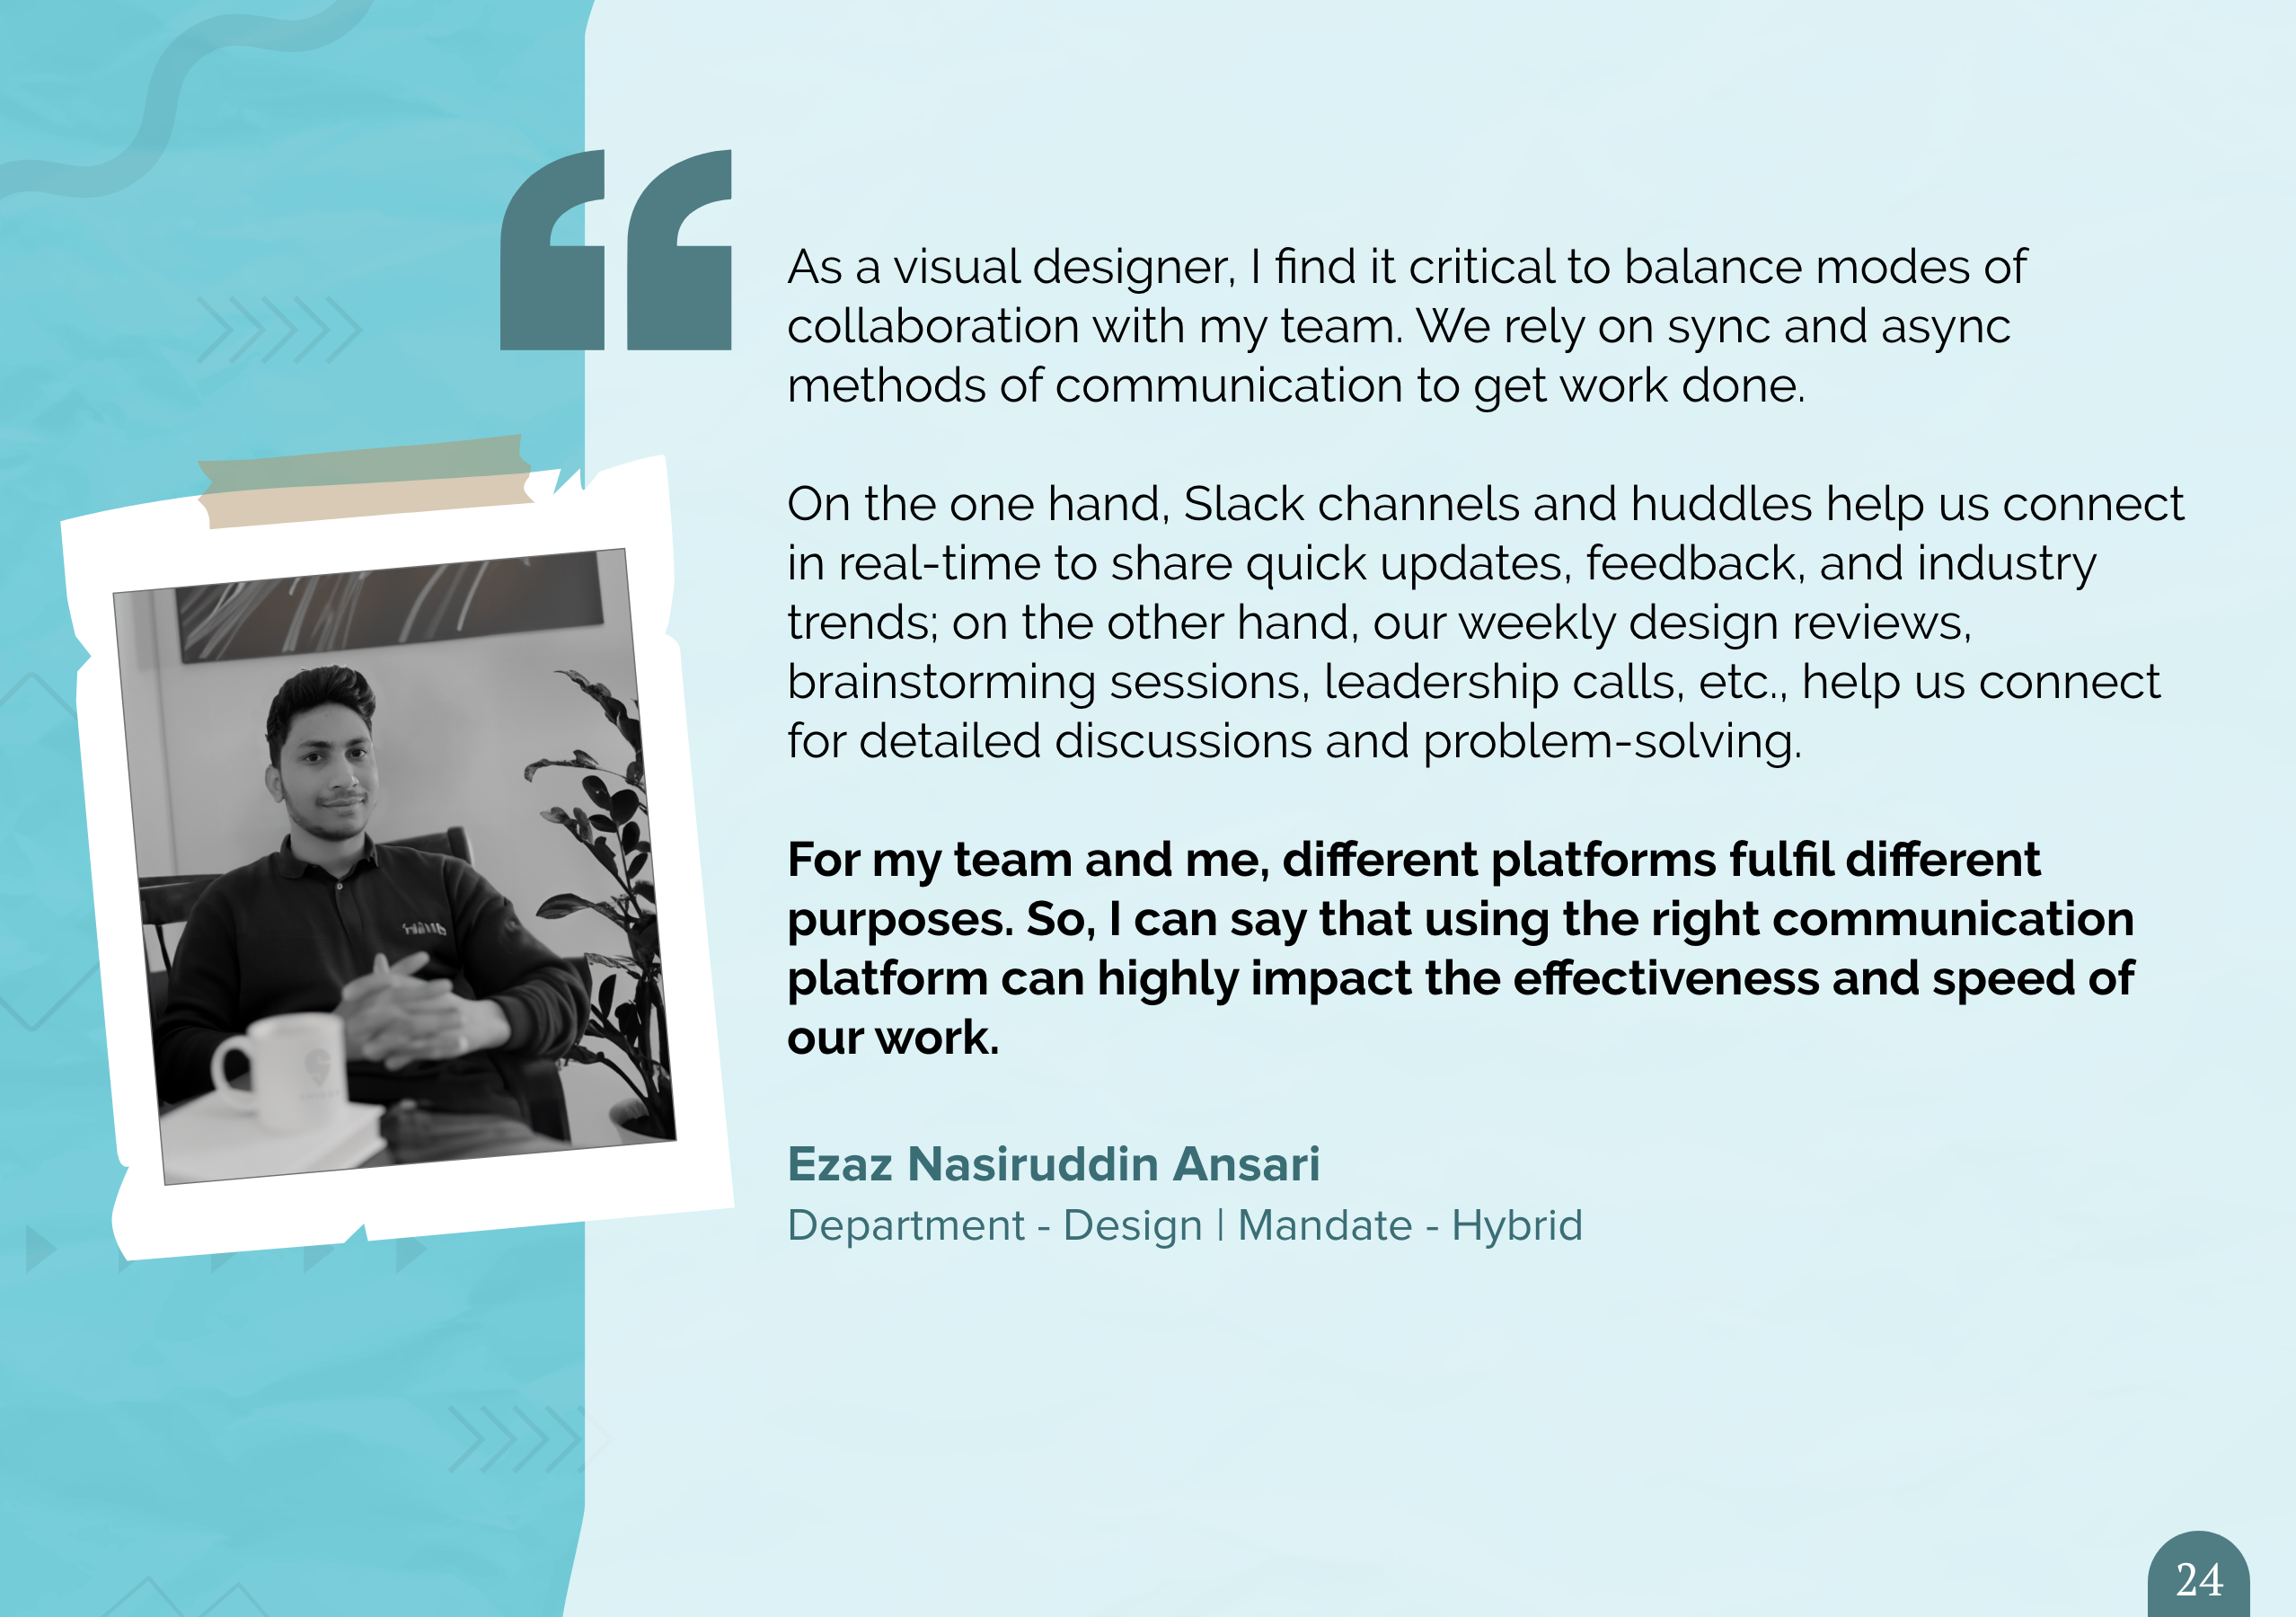 As a visual designer, I find it critical to balance modes of
collaboration with my team. We rely on sync and async
methods of communication to get work done.
On the one hand, Slack channels and huddles help us connect
in real-time to share quick updates, feedback, and industry
trends; on the other hand, our weekly design reviews,
brainstorming sessions, leadership calls, etc., help us connect
for detailed discussions and problem-solving.
For my team and me, different platforms fulfil different
purposes. So, I can say that using the right communication
platform can highly impact the effectiveness and speed of
our work.
Ezaz Nasiruddin Ansari
Department - Design | Mandate - Hybrid
24